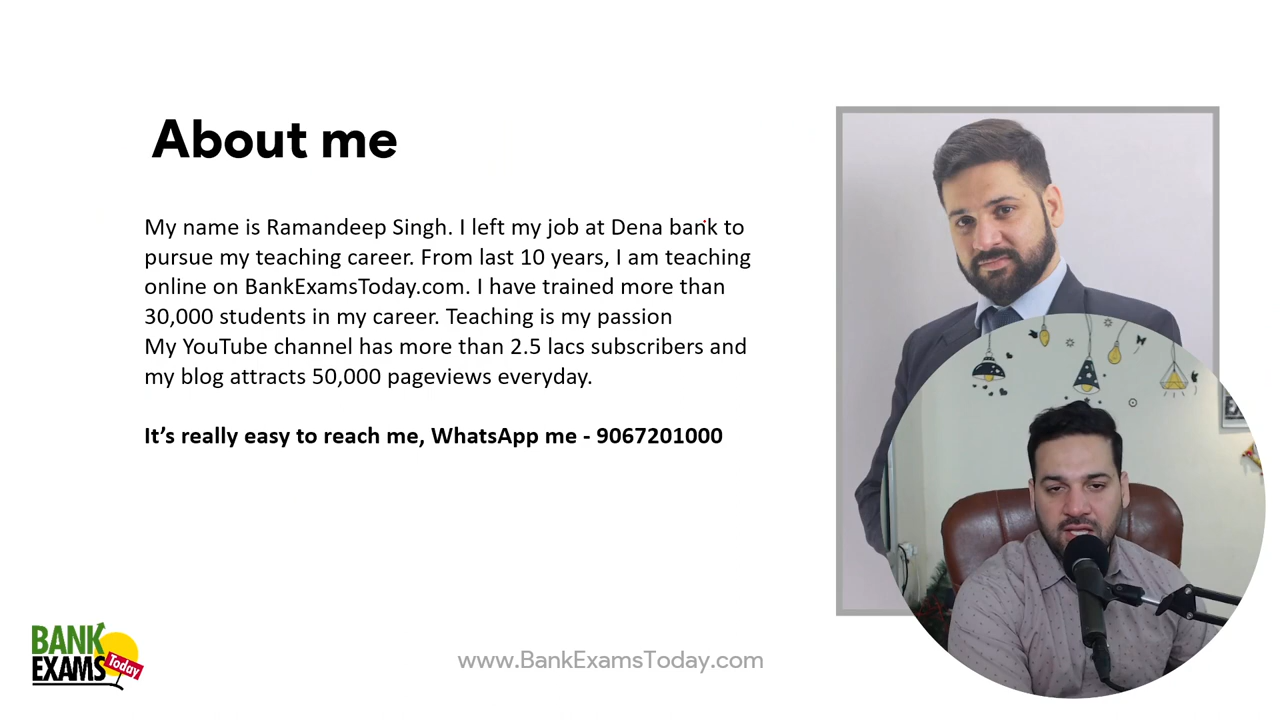 About me
My name is Ramandeep Singh. I left my job at Dena bank to
pursue my teaching career. From last 10 years, I am teaching
online on BankExamsToday.com. I have trained more than
30,000 students in my career. Teaching is my passion
My YouTube channel has more than 2.5 lacs subscribers and
my blog attracts 50,000 pageviews everyday.
It’s really easy to reach me, WhatsApp me - 9067201000
BANK
EXAMS Today
www.BankExamsToday.com